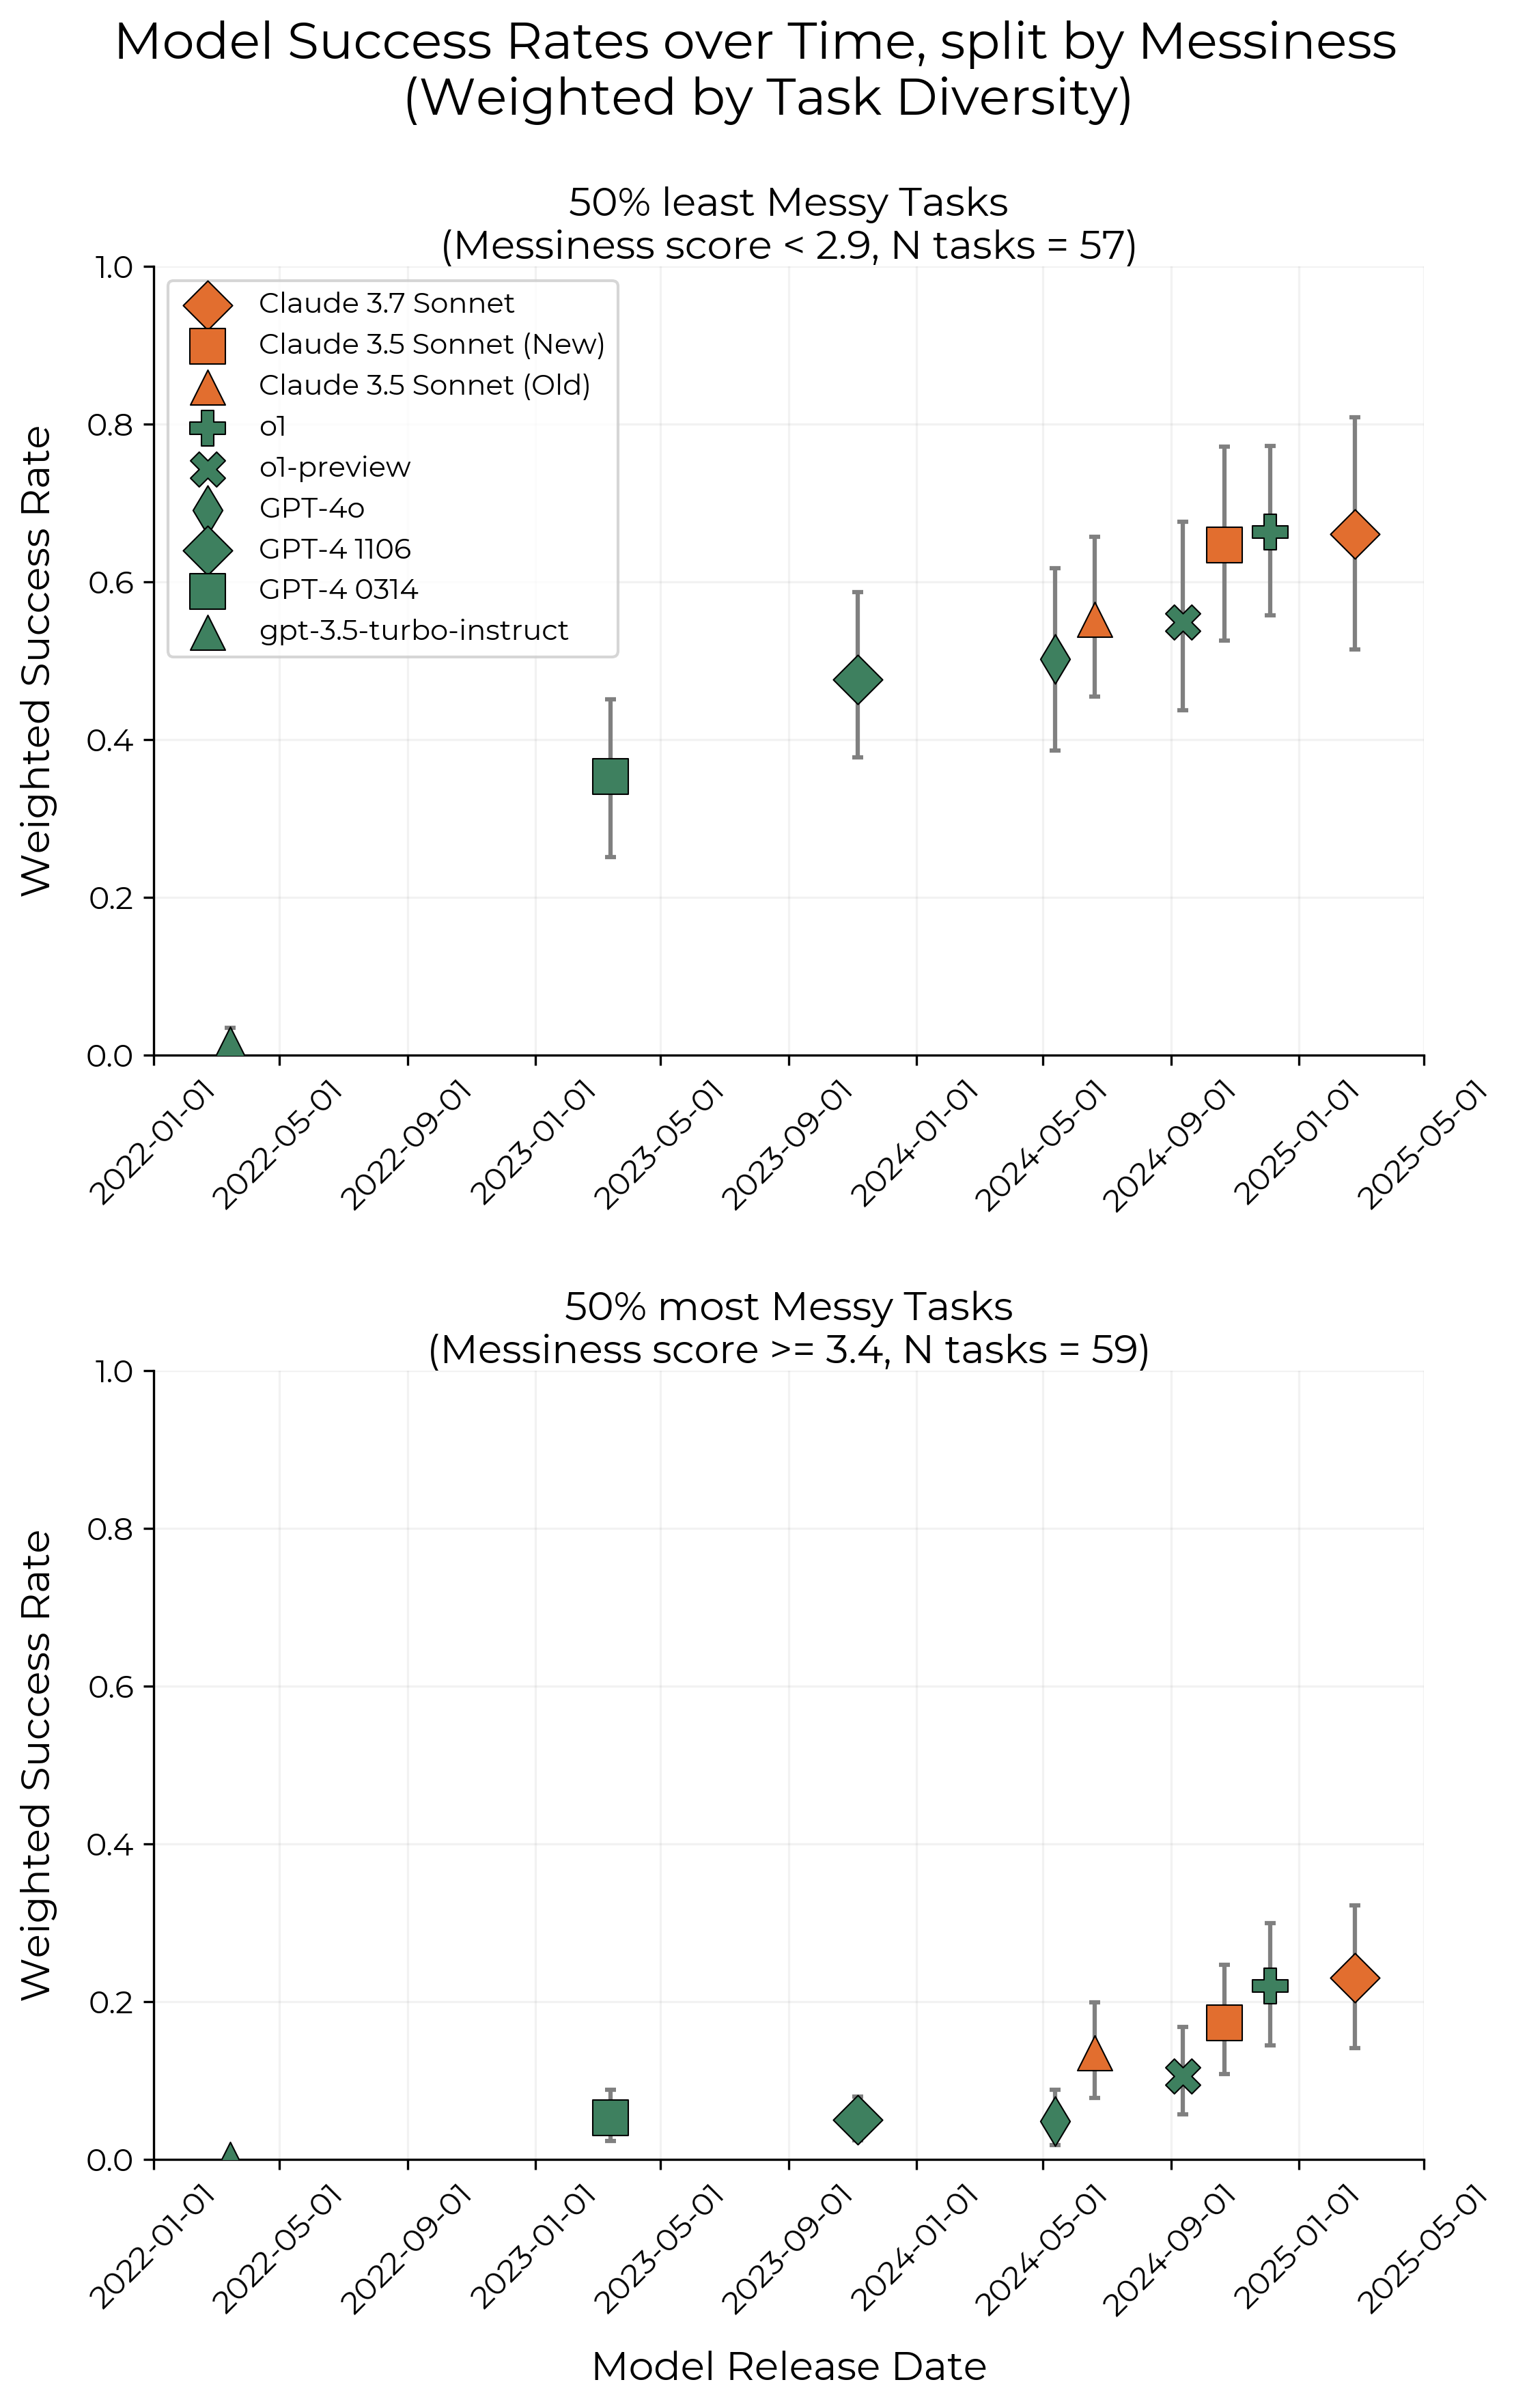 Model Success Rates over Time, split by Messiness
(Weighted by Task Diversity)
50% least Messy Tasks
(Messiness score < 2.9, N tasks = 57)
Weighted Success Rate
1.0
0.8
0.6
0.4
0.2
0.0
Claude 3.7 Sonnet
Claude 3.5 Sonnet (New)
Claude 3.5 Sonnet (Old)
o1
o1-preview
GPT-4o
GPT-4 1106
GPT-4 0314
gpt-3.5-turbo-instruct
2022-01-01
2022-05-01
2022-09-01
2023-01-01
2023-05-01
2023-09-01
2024-01-01
2024-05-01
2024-09-01
2025-01-01
2025-05-01
50% most Messy Tasks
(Messiness score >= 3.4, N tasks = 59)
Weighted Success Rate
1.0
0.8
0.6
0.4
0.2
0.0
2022-01-01
2022-05-01
2022-09-01
2023-01-01
2023-05-01
2023-09-01
2024-01-01
2024-05-01
2024-09-01
2025-01-01
2025-05-01
Model Release Date